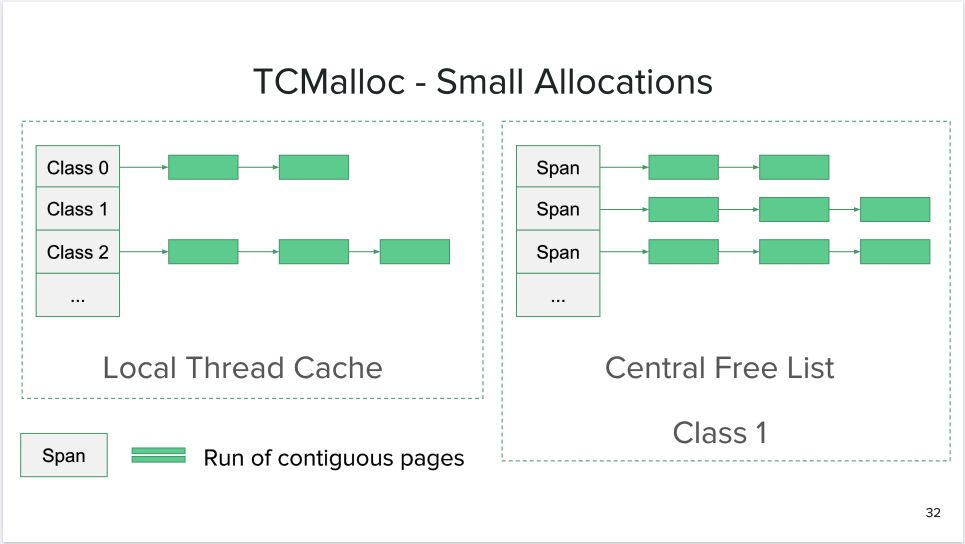 TCMalloc - Small Allocations
Class 0
Class 1
Class 2
...
Local Thread Cache
Span
Span
Span
...
Central Free List
Class 1
Span
Run of contiguous pages
32